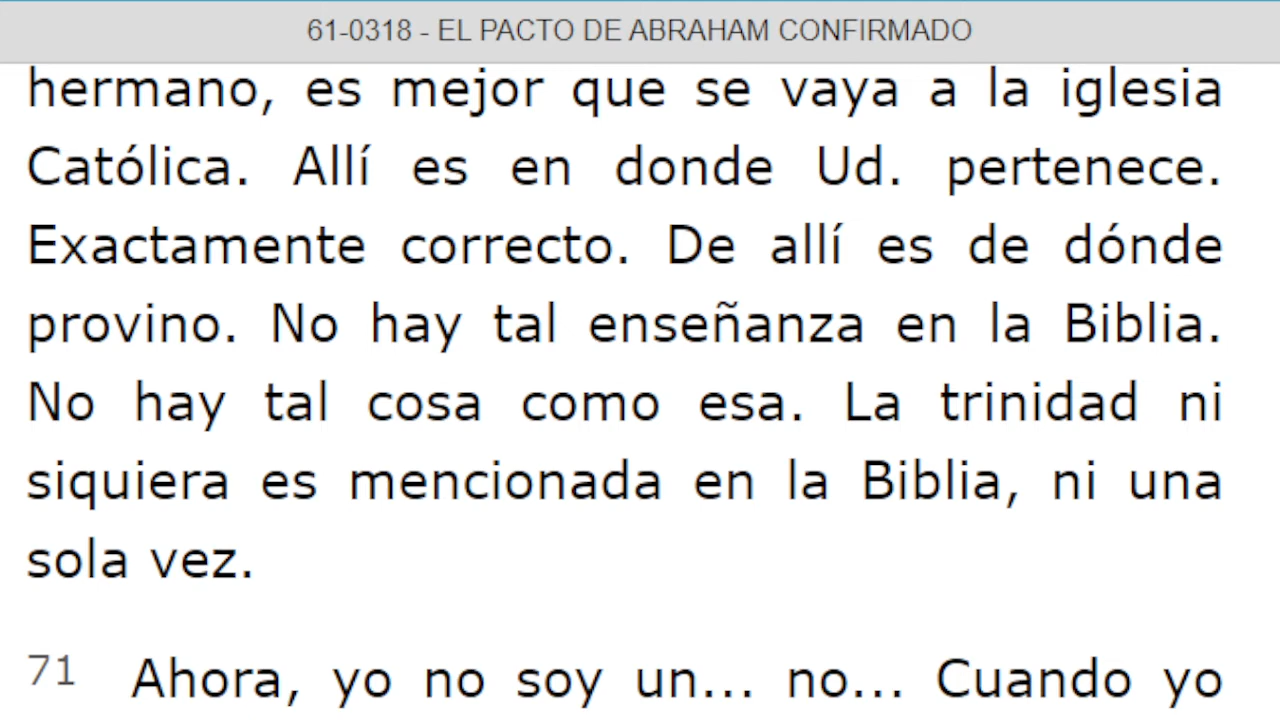 61-0318 - EL PACTO DE ABRAHAM CONFIRMADO
hermano, es mejor que se vaya a la iglesia
Católica. Allí es en donde Ud. pertenece.
Exactamente correcto. De allí es de dónde
provino. No hay tal enseñanza en la Biblia.
No hay tal cosa como esa. La trinidad ni
siquiera es mencionada en la Biblia, ni una
sola vez.
71 Ahora, yo no soy un... no... Cuando yo